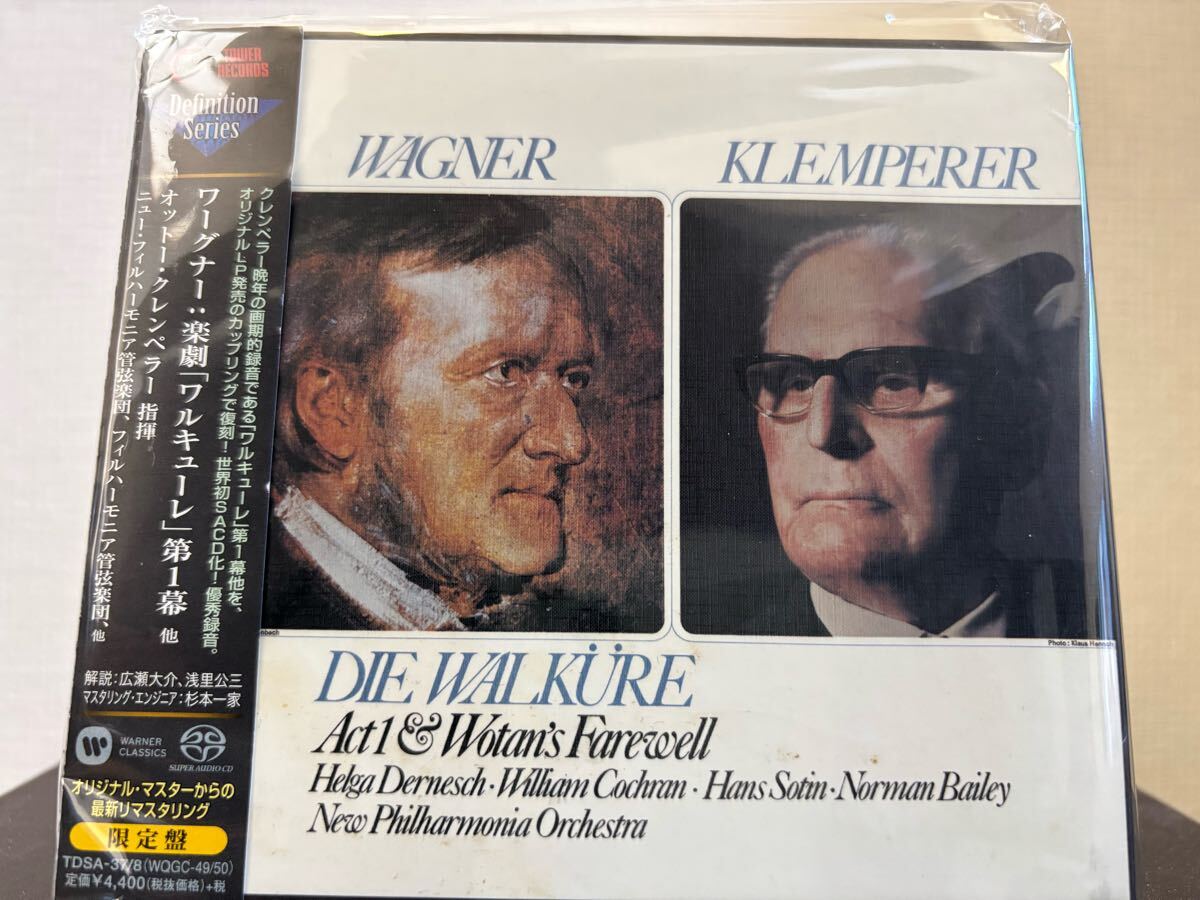 TOWER
RECORDS
Definition
Series
クレンペラー晩年の画期的録音である「ワルキューレ」第1幕他を、
オリジナルLP発売のカップリングで復刻！世界初SACD化！優秀録音。
ワーグナー：楽劇「ワルキューレ」第1幕 他
オットー・クレンペラー 指揮
ニュー・フィルハーモニア管弦楽団、フィルハーモニア管弦楽団、他
解説：広瀬大介、浅里公三
マスタリング・エンジニア：杉本一家
WARNER
CLASSICS
SUPER AUDIO CD
オリジナル・マスターからの
最新リマスタリング
限定盤
TDSA-37/8(WQGC-49/50)
定価¥4,400(税抜価格)+税
WAGNER
KLEMPERER
Photo: Klaus
DIE WALKÜRE
Act 1 & Wotan's Farewell
Helga Dernesch · William Cochran · Hans Sotin · Norman Bailey
New Philharmonia Orchestra